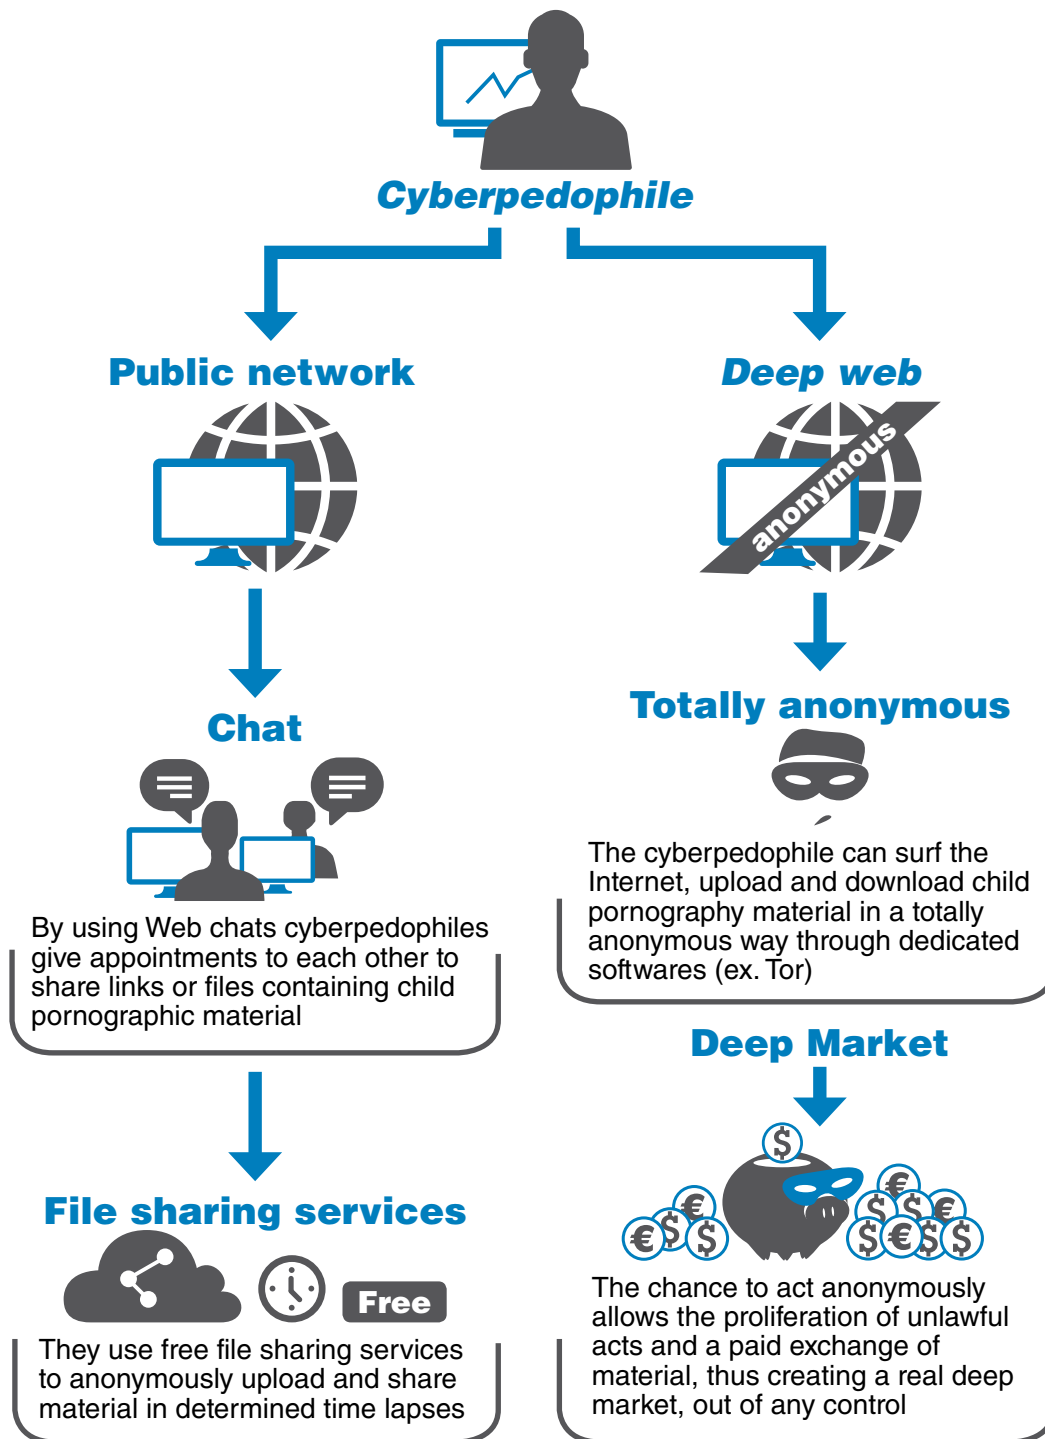 Cyberpedophile
Public network
Chat
By using Web chats cyberpedophiles
give appointments to each other to
share links or files containing child
pornographic material
File sharing services
Free
They use free file sharing services
to anonymously upload and share
material in determined time lapses
Deep web
anonymous
Totally anonymous
The cyberpedophile can surf the
Internet, upload and download child
pornography material in a totally
anonymous way through dedicated
softwares (ex. Tor)
Deep Market
$
€ $ € $
$ € $ € $ $ €
The chance to act anonymously
allows the proliferation of unlawful
acts and a paid exchange of
material, thus creating a real deep
market, out of any control